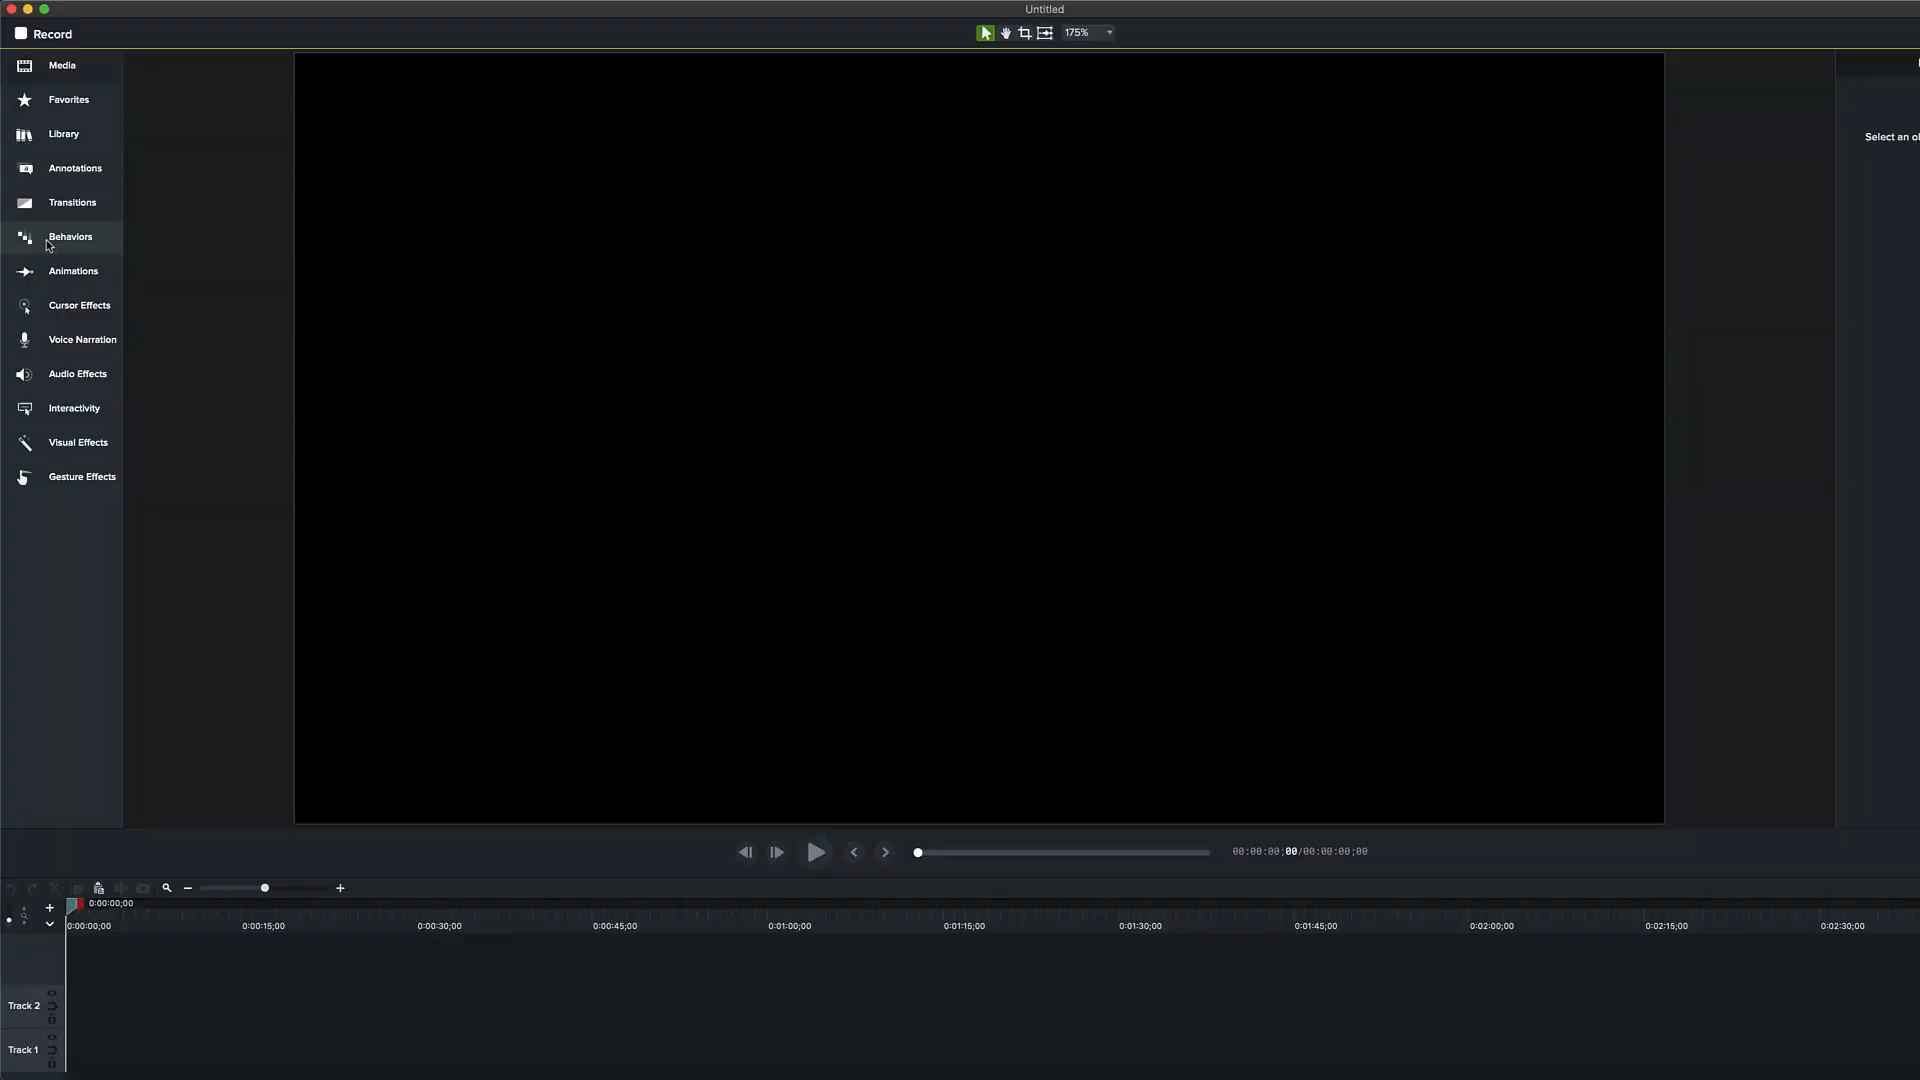 Untitled
Record
175%
Media
Favorites
Library
Annotations
Transitions
Behaviors
Animations
Cursor Effects
Voice Narration
Audio Effects
Interactivity
Visual Effects
Gesture Effects
Select an
00:00:00;00/00:00:00;00
0:00:00;00
0:00:00;00
0:00:15;00
0:00:30;00
0:00:45;00
0:01:00;00
0:01:15;00
0:01:30;00
0:01:45;00
0:02:00;00
0:02:15;00
0:02:30;00
Track 2
Track 1